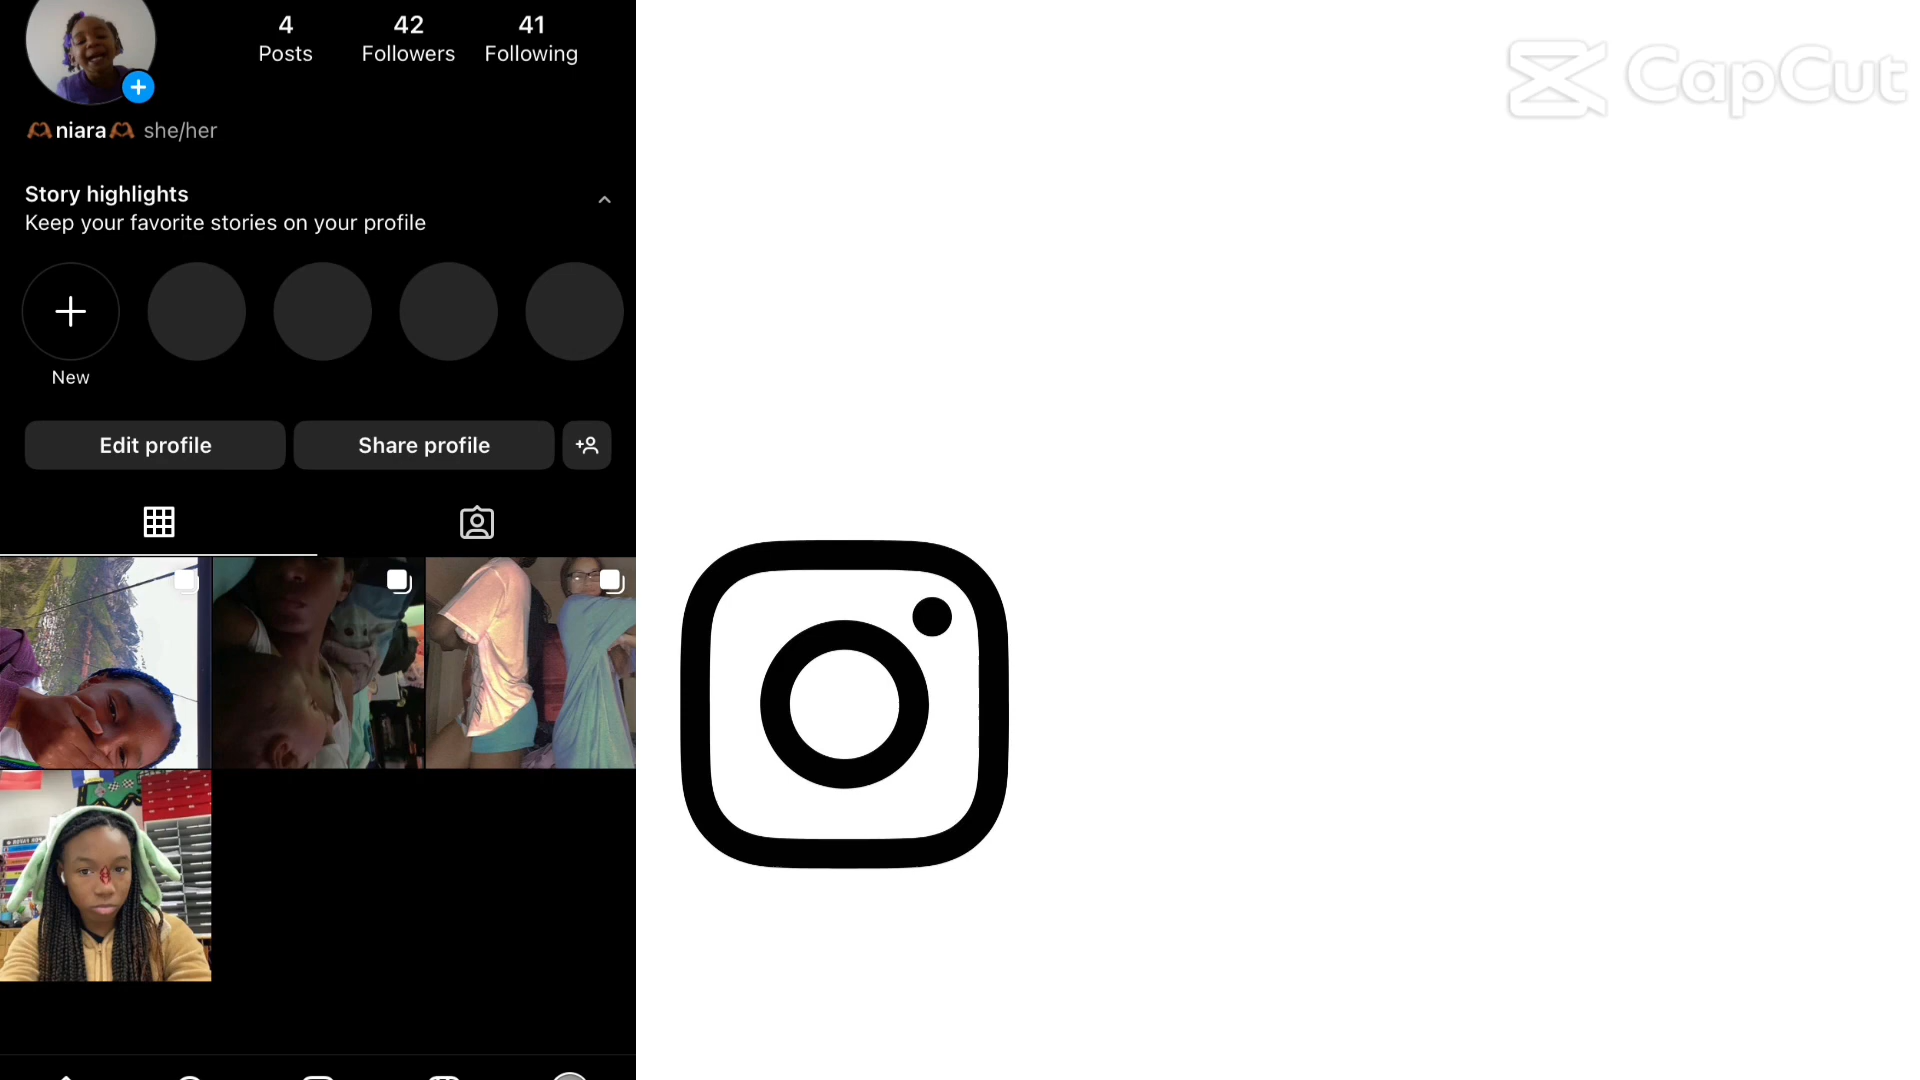 4 42 41
Posts Followers Following
niara she/her
Story highlights
Keep your favorite stories on your profile
New
Edit profile Share profile
CapCut